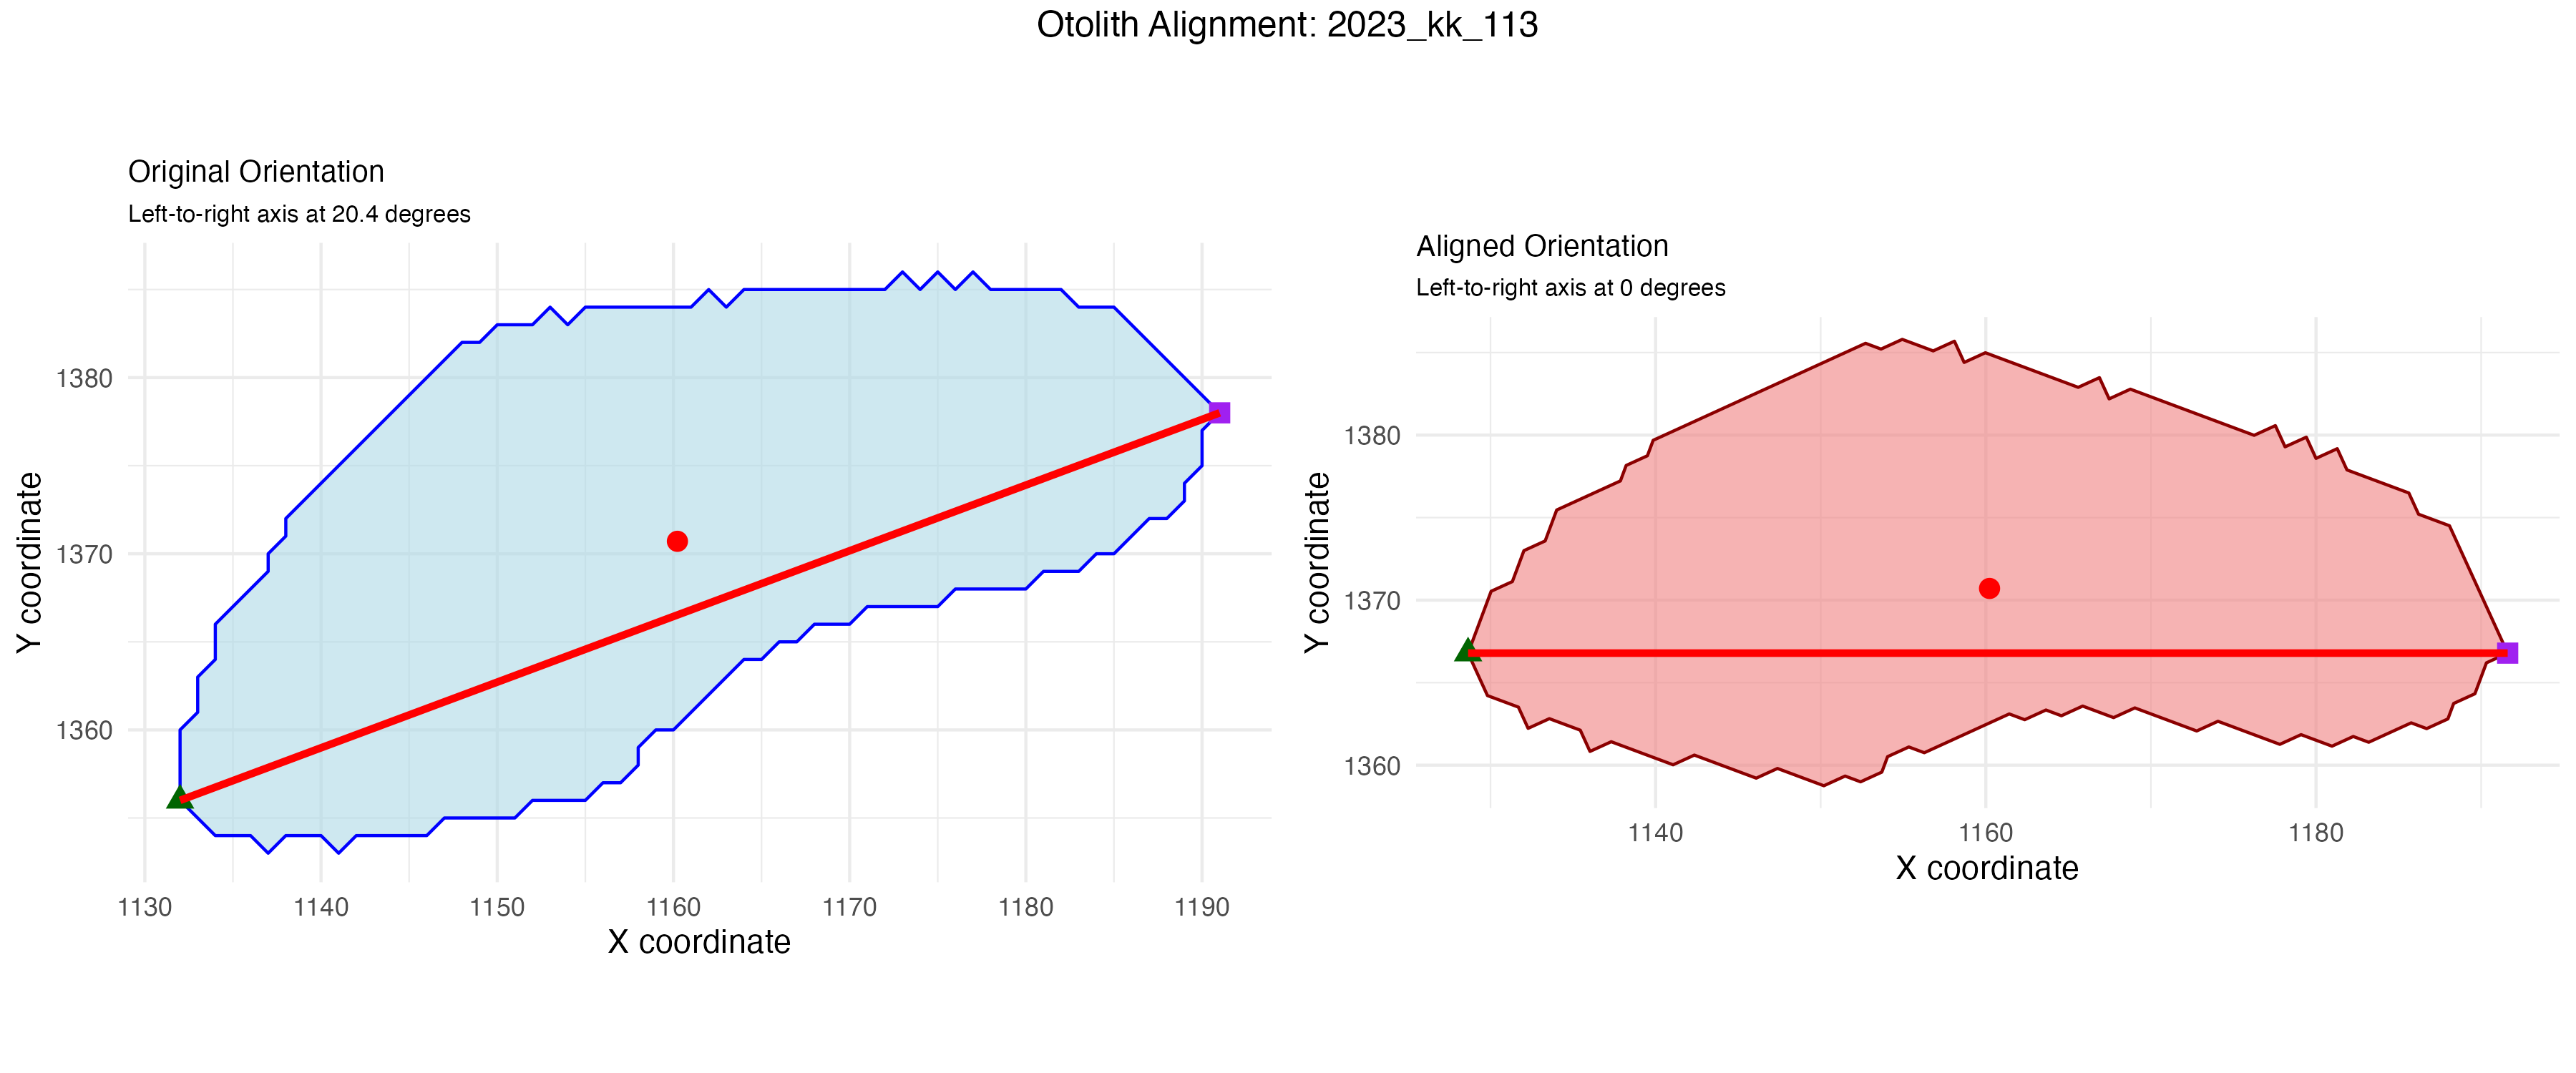 Otolith Alignment: 2023_kk_113
Original Orientation
Left-to-right axis at 20.4 degrees
Y coordinate
1380
1370
1360
1130 1140 1150 1160 1170 1180 1190
X coordinate
Aligned Orientation
Left-to-right axis at 0 degrees
Y coordinate
1380
1370
1360
1140 1160 1180
X coordinate